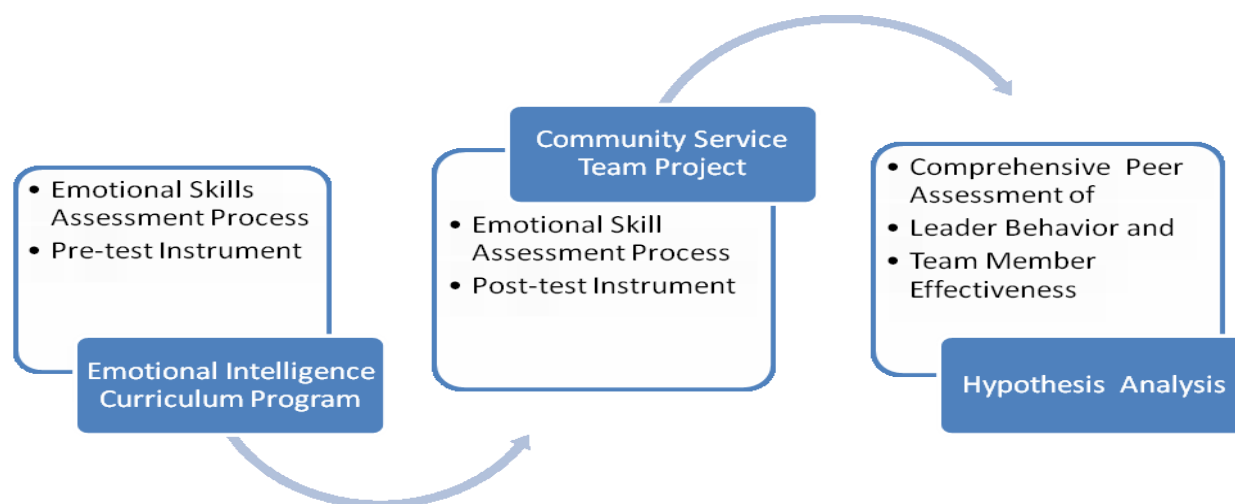 • Emotional Skills
Assessment Process
• Pre-test Instrument
Emotional Intelligence
Curriculum Program
Community Service
Team Project
• Emotional Skill
Assessment Process
• Post-test Instrument
• Comprehensive Peer
Assessment of
• Leader Behavior and
• Team Member
Effectiveness
Hypothesis Analysis